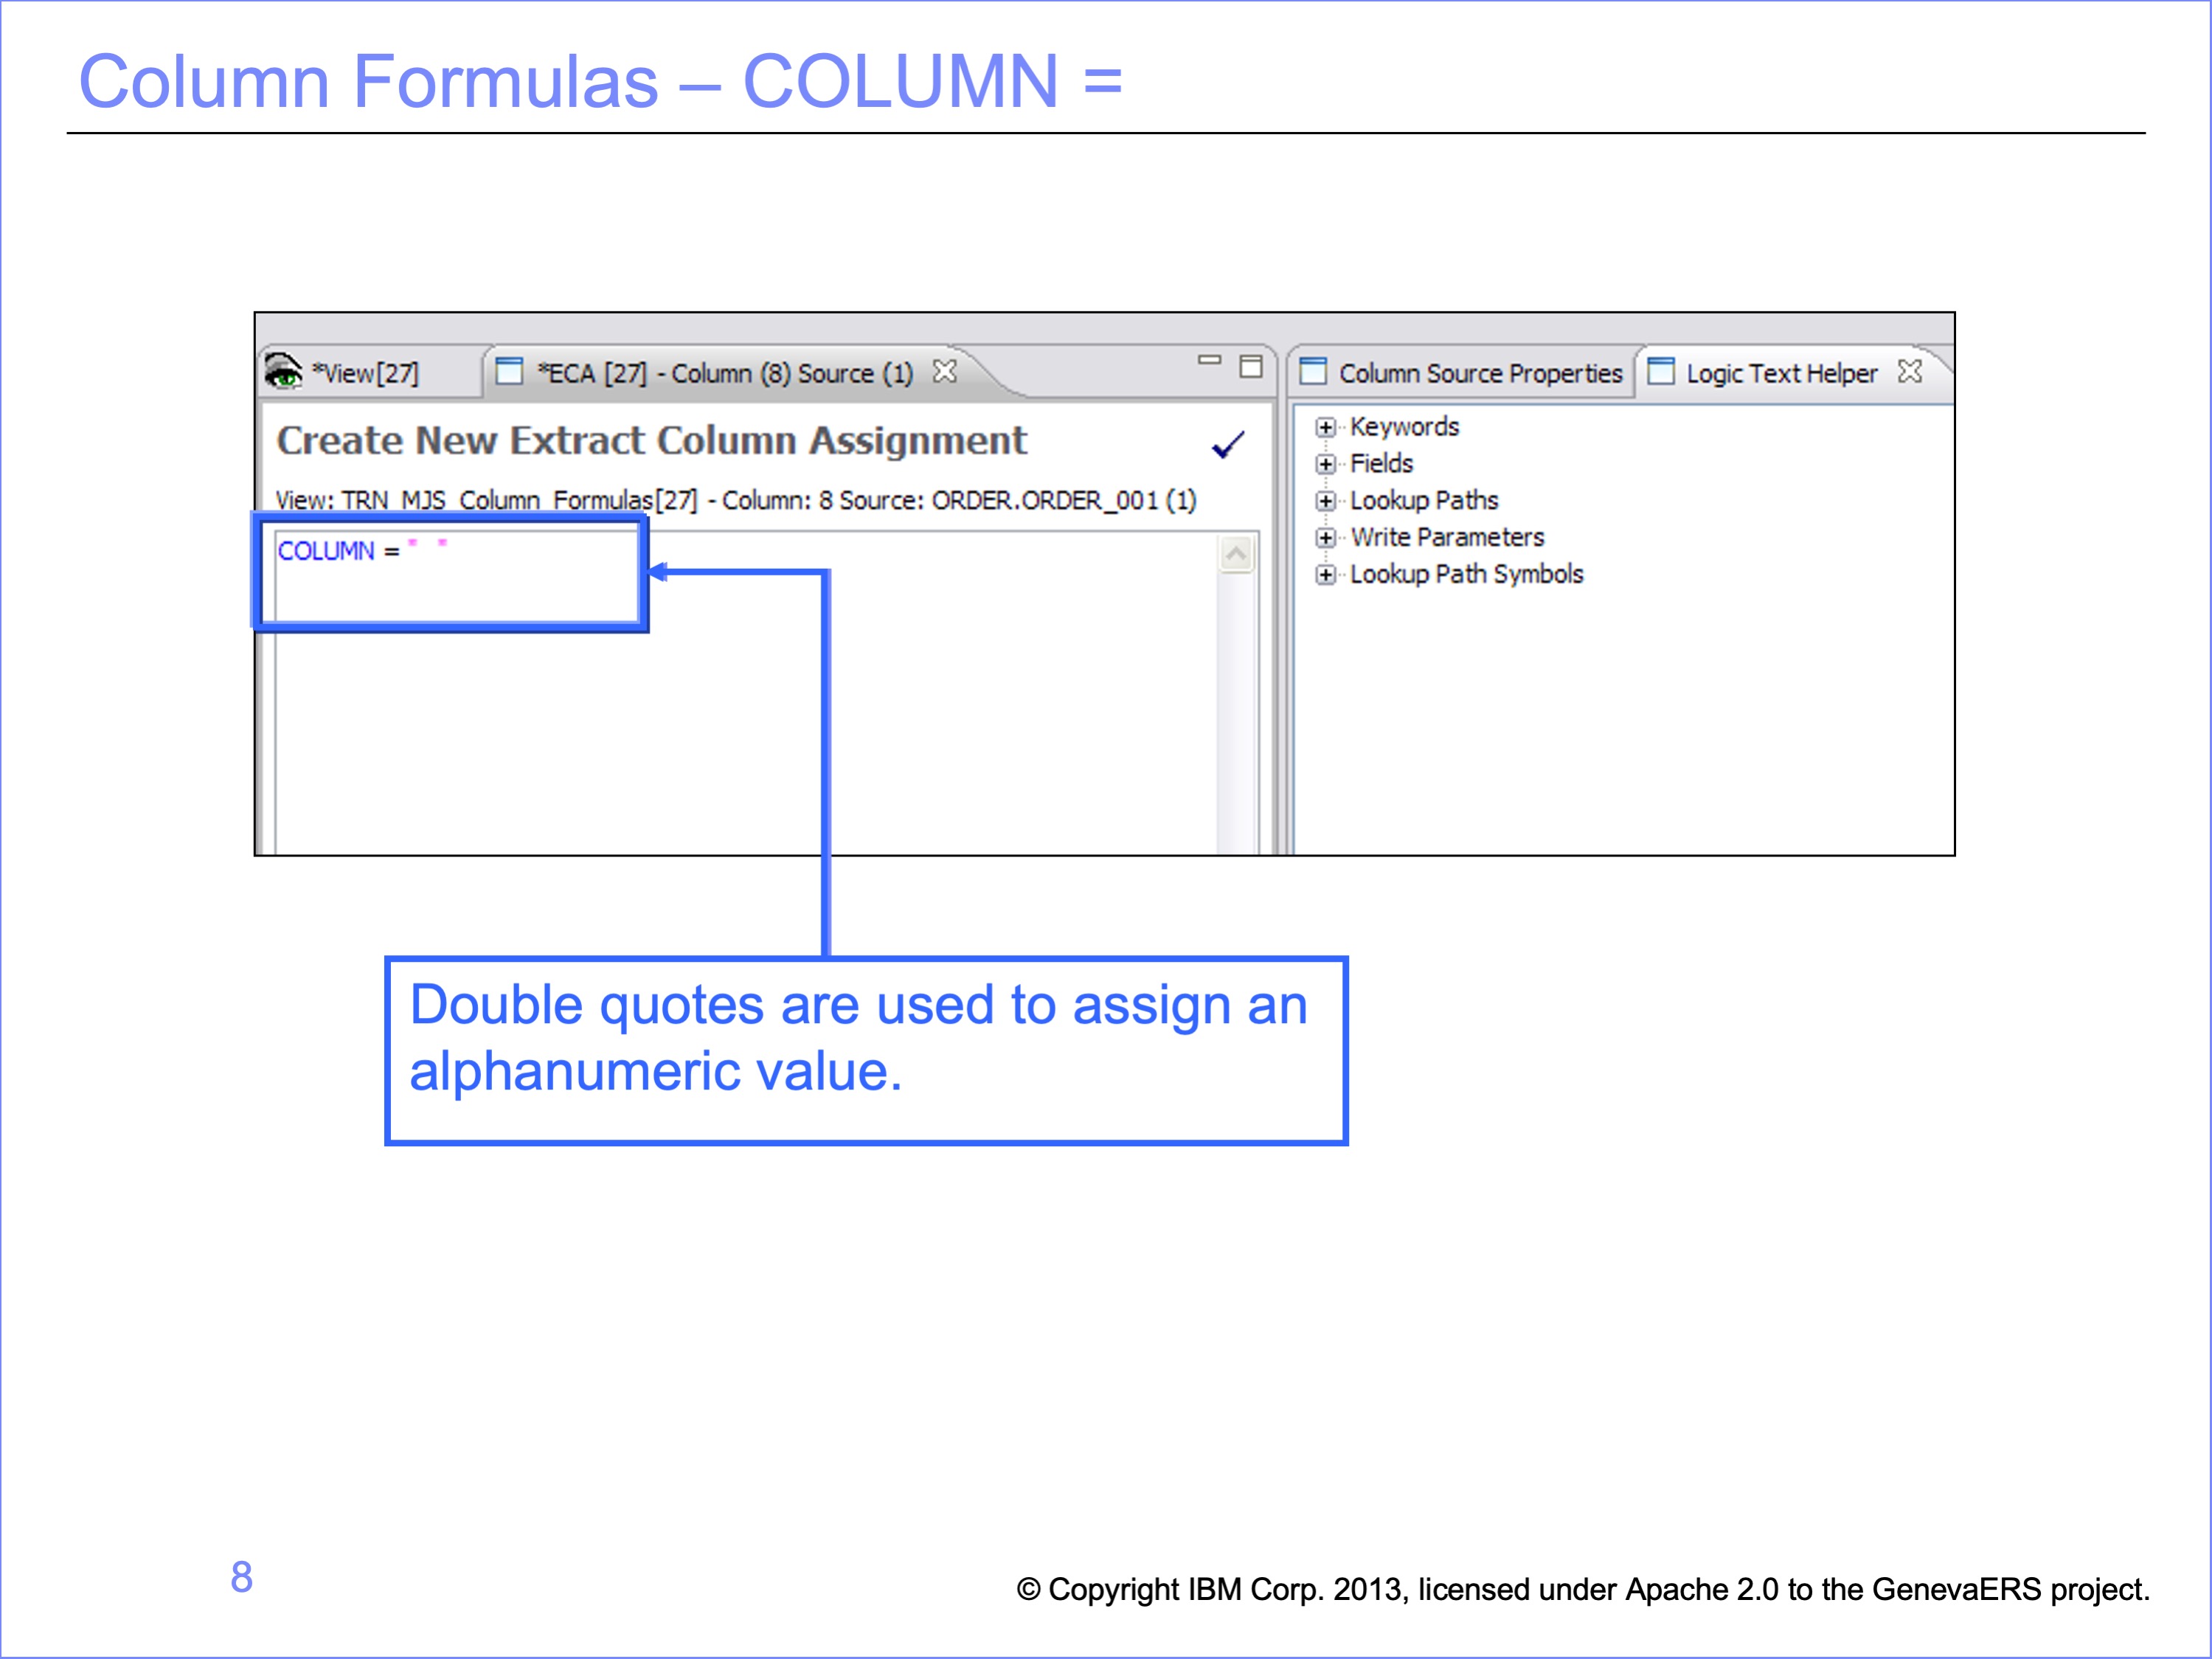 Column Formulas – COLUMN =
*View[27]
*ECA [27] - Column (8) Source (1)
Column Source Properties
Logic Text Helper
Create New Extract Column Assignment
View: TRN_MJS_Column_Formulas[27] - Column: 8 Source: ORDER.ORDER_001 (1)
COLUMN = " "
Keywords
Fields
Lookup Paths
Write Parameters
Lookup Path Symbols
Double quotes are used to assign an
alphanumeric value.
8
© Copyright IBM Corp. 2013, licensed under Apache 2.0 to the GenevaERS project.